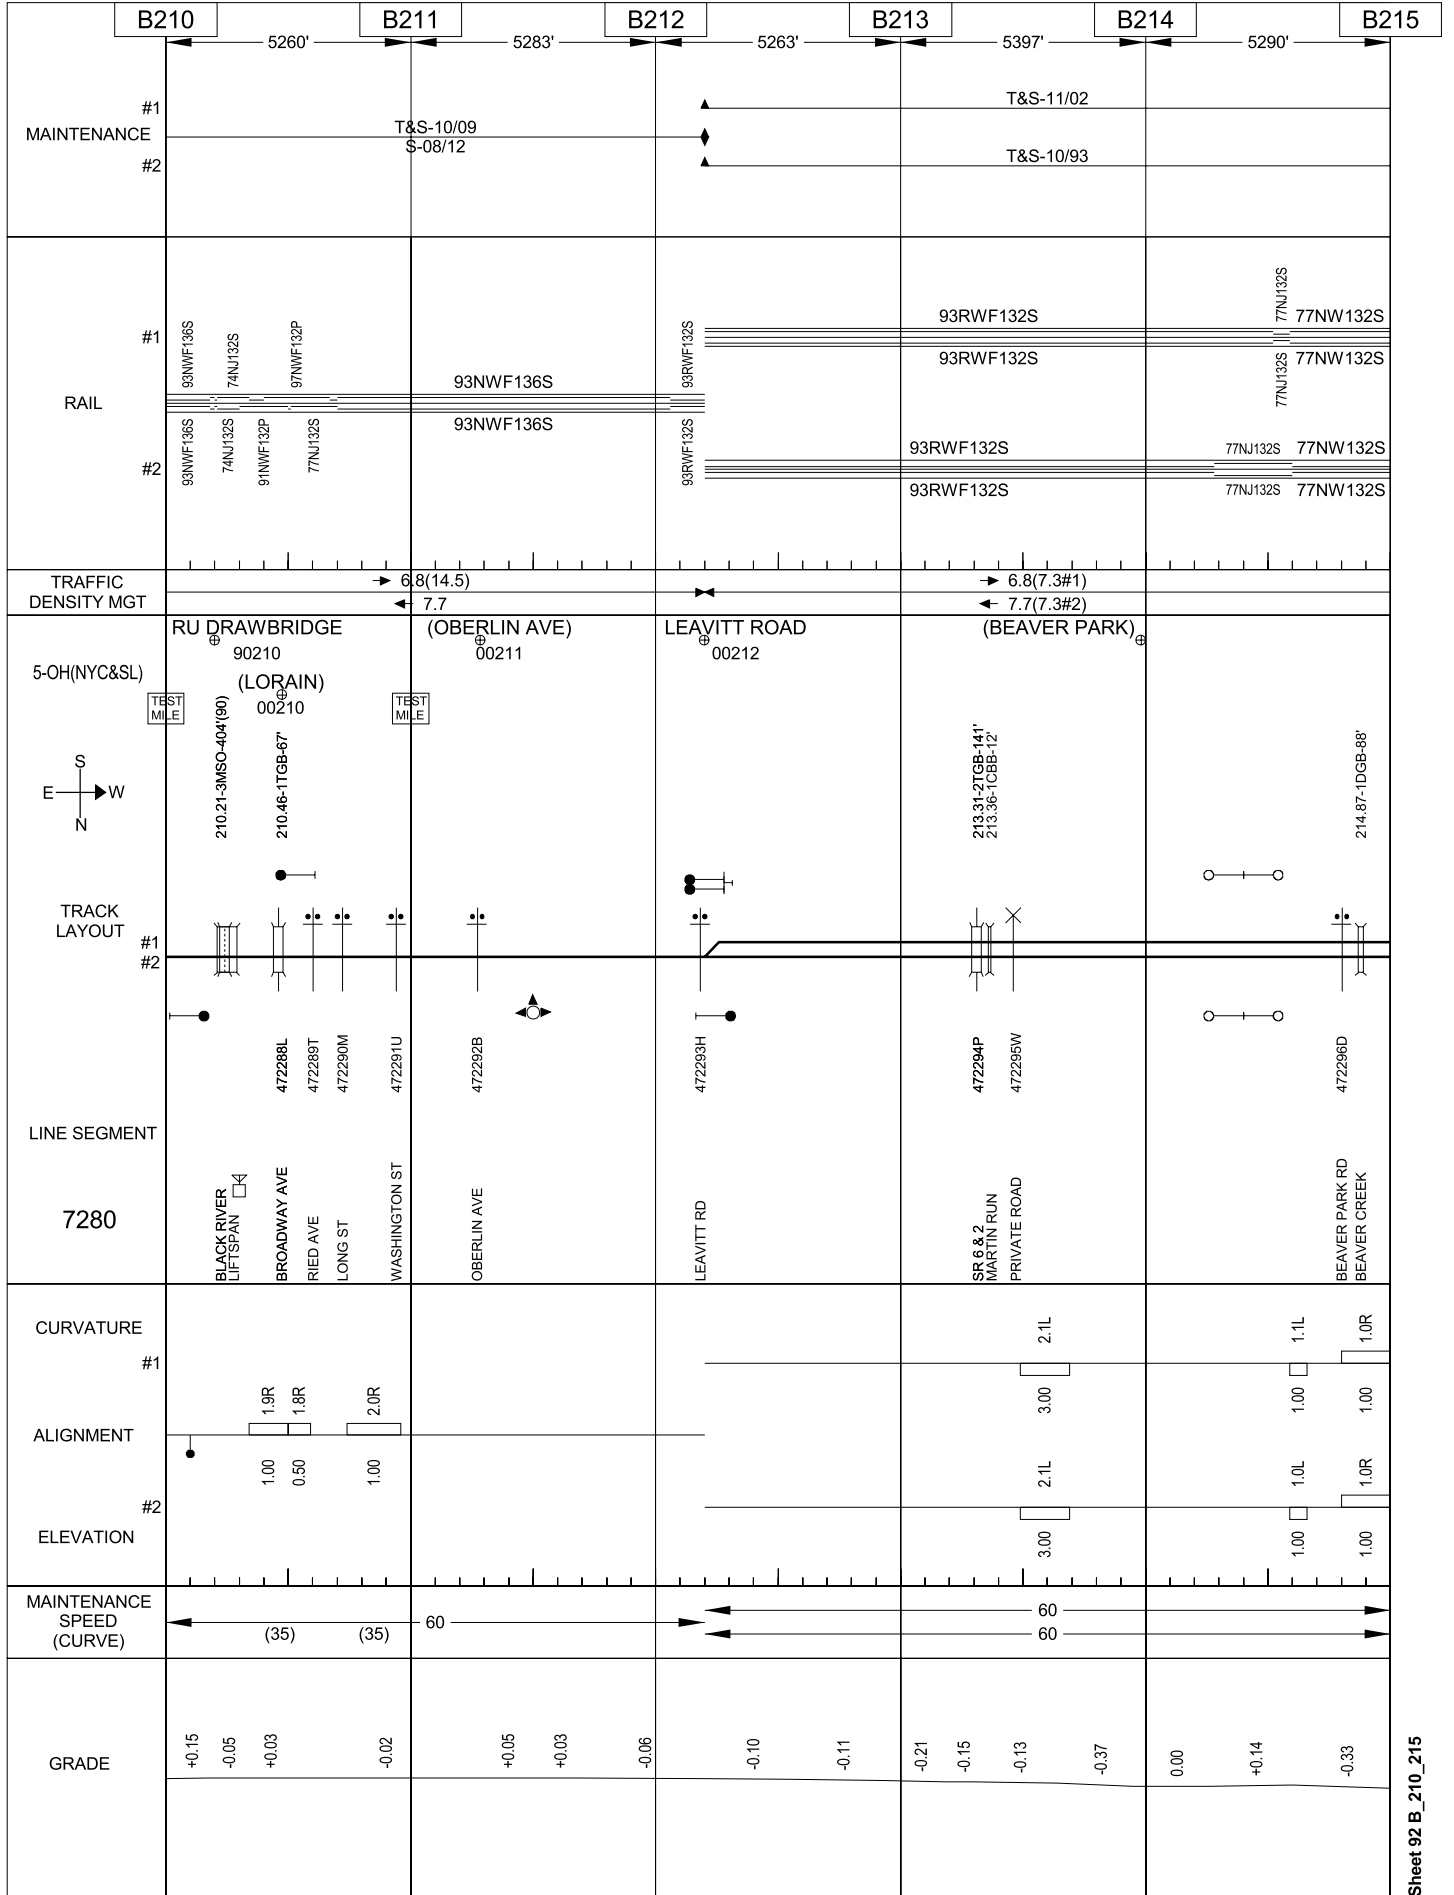 B210 B211 B212 B213 B214 B215
5260' 5283' 5263' 5397' 5290'
#1 T&S-11/02
MAINTENANCE T&S-10/09
S-08/12
#2 T&S-10/93
93NWF136S 74NJ132S 97NWF132P 93RWF132S 77NJ132S
#1 93RWF132S 77NW132S
93RWF132S 77NW132S
77NJ132S
RAIL 93NWF136S
93NWF136S
93NWF136S 74NJ132S 91NWF132P 77NJ132S 93RWF132S
#2 93RWF132S 77NJ132S 77NW132S
93RWF132S 77NJ132S 77NW132S
TRAFFIC 6.8(14.5) 6.8(7.3#1)
DENSITY MGT 7.7 7.7(7.3#2)
RU DRAWBRIDGE (OBERLIN AVE) LEAVITT ROAD (BEAVER PARK)
90210 00211 00212
5-OH(NYC&SL)
(LORAIN)
00210
TEST
MILE
TEST
MILE
210.21-3MSO-404'(90)
210.46-1TGB-67'
213.31-2TGB-141'
213.36-1CBB-12'
214.87-1DGB-88'
S
E W
N
TRACK
LAYOUT
#1
#2
472288L
472289T
472290M
472291U
472292B
472293H
472294P
472295W
472296D
LINE SEGMENT
7280
BLACK RIVER
LIFTSPAN
BROADWAY AVE
RIED AVE
LONG ST
WASHINGTON ST
OBERLIN AVE
LEAVITT RD
SR 6 & 2
MARTIN RUN
PRIVATE ROAD
BEAVER PARK RD
BEAVER CREEK
CURVATURE 2.1L 1.1L 1.0R
#1
3.00 1.00 1.00
1.9R 1.8R 2.0R
ALIGNMENT
1.00 0.50 1.00
2.1L 1.0L 1.0R
#2
ELEVATION 3.00 1.00 1.00
MAINTENANCE
SPEED
(CURVE)
60
(35) (35) 60
60
GRADE +0.15 -0.05 +0.03 -0.02 +0.05 +0.03 -0.06 -0.10 -0.11 -0.21 -0.15 -0.13 -0.37 0.00 +0.14 -0.33
Sheet 92 B_210_215